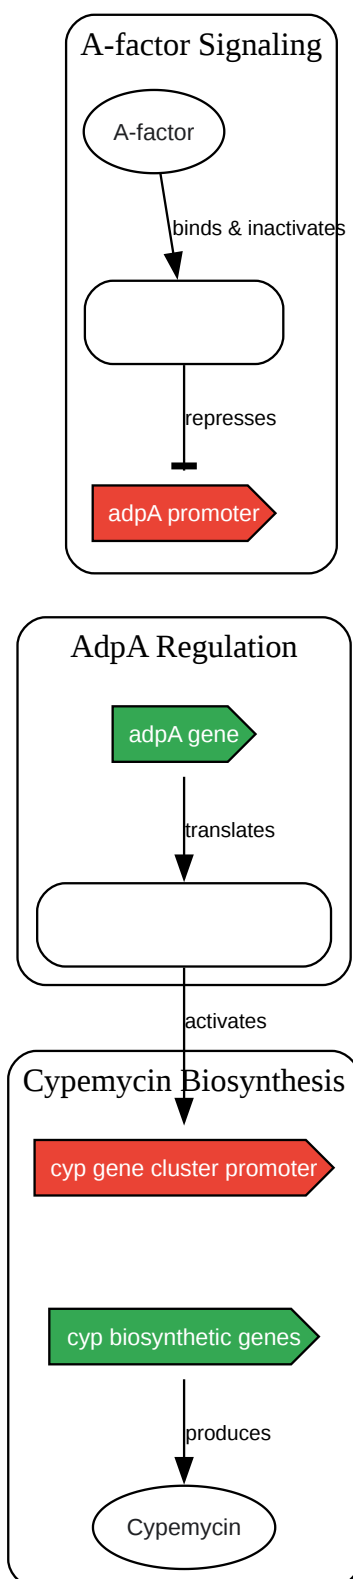 A-factor Signaling
A-factor
binds & inactivates
represses
adpA promoter
AdpA Regulation
adpA gene
translates
activates
Cypemycin Biosynthesis
cyp gene cluster promoter
cyp biosynthetic genes
produces
Cypemycin